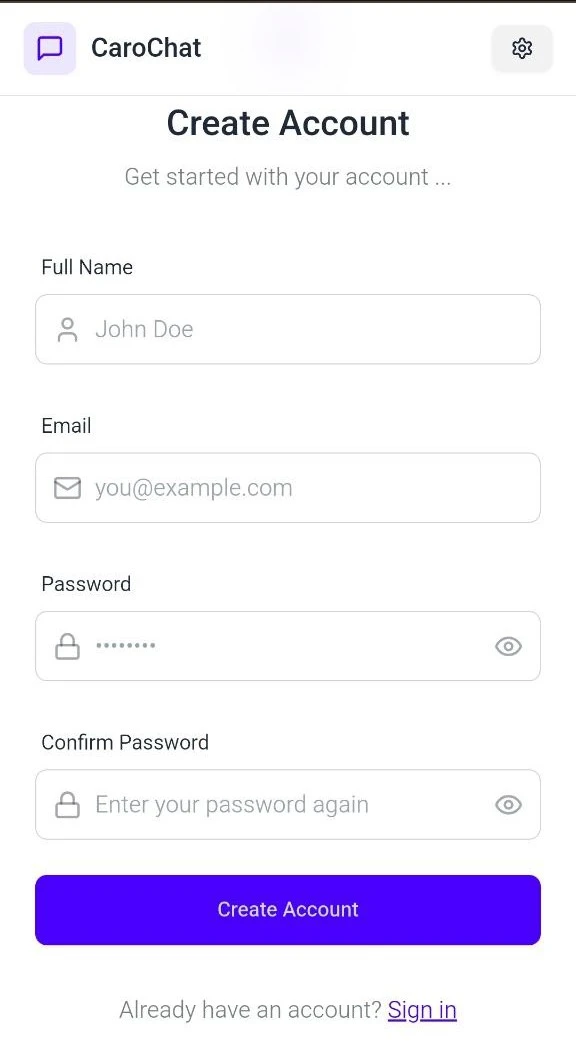 CaroChat
Create Account
Get started with your account ...
Full Name
John Doe
Email
you@example.com
Password
••••••••
Confirm Password
Enter your password again
Create Account
Already have an account? Sign in